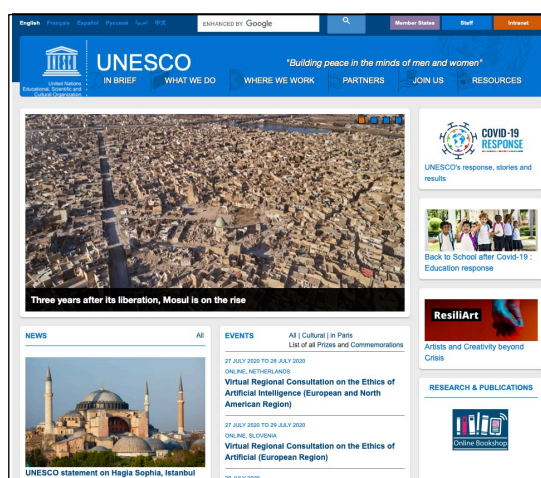 English Français Español Русский العربية 中文
ENHANCED BY Google
Member States Staff Intranet
UNESCO
"Building peace in the minds of men and women"
United Nations
Educational, Scientific and
Cultural Organization
IN BRIEF WHAT WE DO WHERE WE WORK PARTNERS JOIN US RESOURCES
Three years after its liberation, Mosul is on the rise
COVID-19
RESPONSE
UNESCO's response, stories and
results
Back to School after Covid-19 :
Education response
ResiliArt
Artists and Creativity beyond
Crisis
RESEARCH & PUBLICATIONS
Online Bookshop
NEWS All
UNESCO statement on Hagia Sophia, Istanbul
EVENTS All | Cultural | in Paris
List of all Prizes and Commemorations
27 JULY 2020 TO 28 JULY 2020
ONLINE, NETHERLANDS
Virtual Regional Consultation on the Ethics of
Artificial Intelligence (European and North
American Region)
27 JULY 2020 TO 29 JULY 2020
ONLINE, SLOVENIA
Virtual Regional Consultation on the Ethics of
Artificial (European Region)